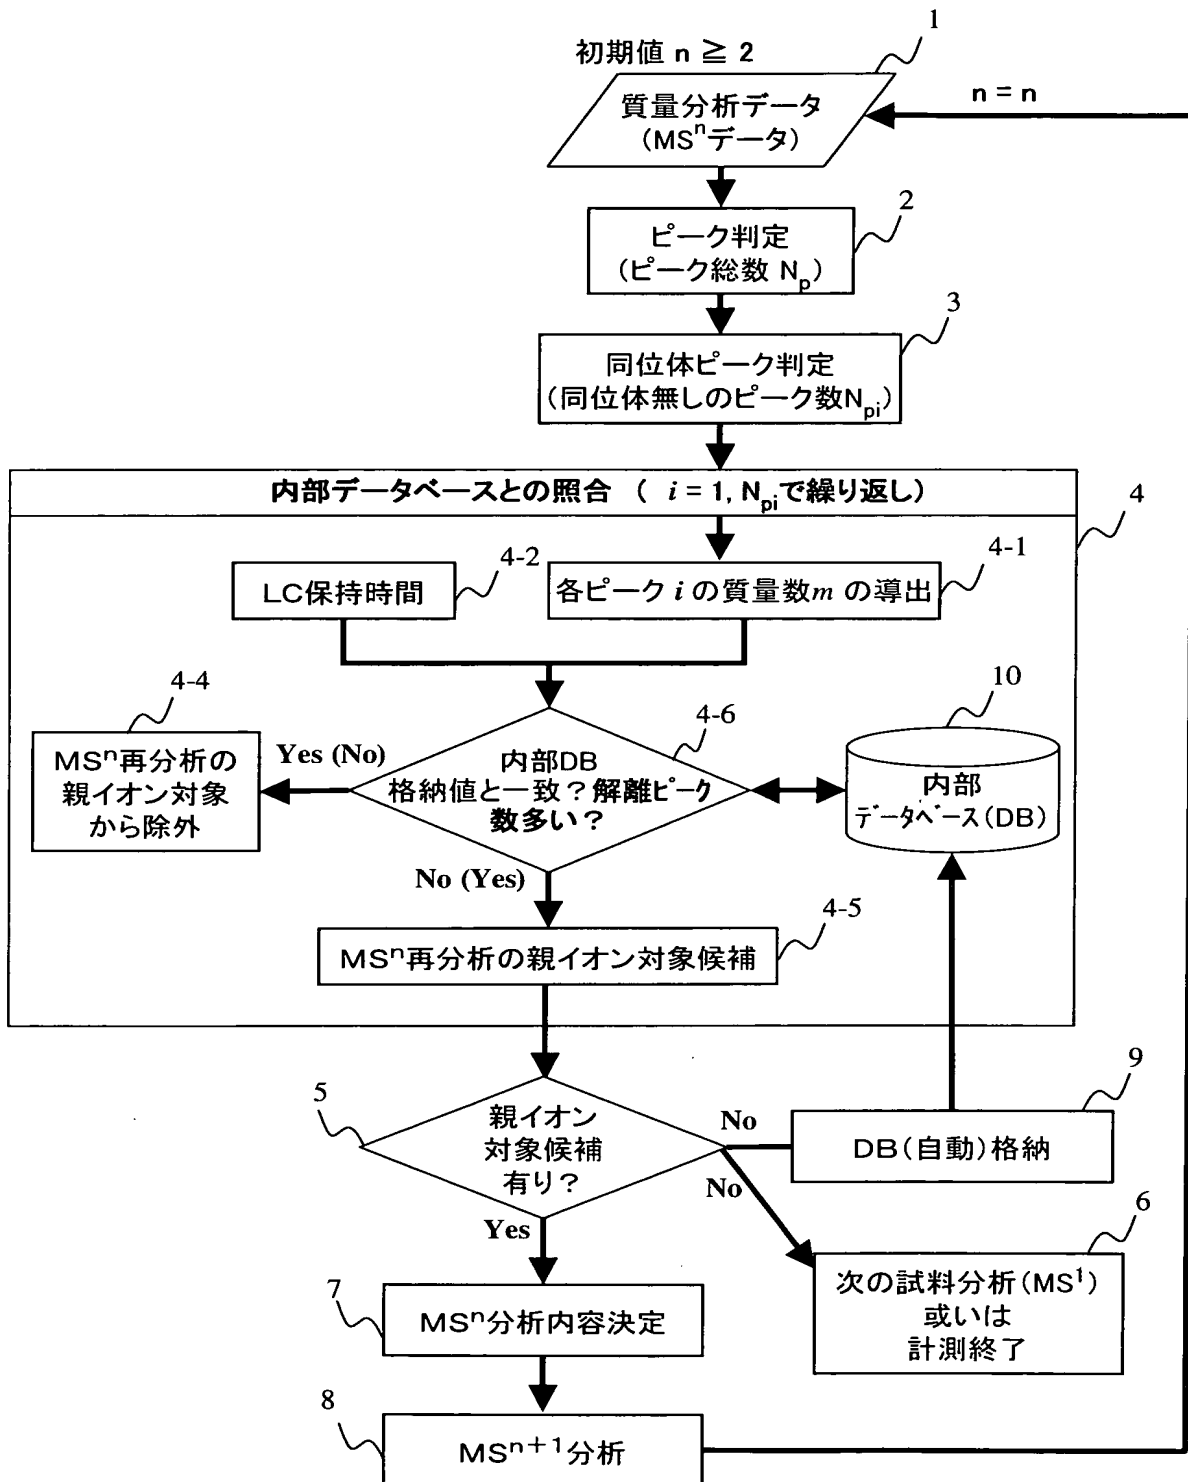 1
初期値 n ≧ 2
n = n
質量分析データ
(MSⁿデータ)
2
ピーク判定
(ピーク総数 Np)
3
同位体ピーク判定
(同位体無しのピーク数Npi)
内部データベースとの照合 ( i = 1, Npiで繰り返し)
4
4-2
4-1
LC保持時間
各ピーク i の質量数m の導出
4-4
4-6
10
MSⁿ再分析の
親イオン対象
から除外
Yes (No)
内部DB
格納値と一致?解離ピーク
数多い?
内部
データベース(DB)
No (Yes)
4-5
MSⁿ再分析の親イオン対象候補
5
親イオン
対象候補
有り?
No
9
DB(自動)格納
No
Yes
6
次の試料分析(MS¹)
或いは
計測終了
7
MSⁿ分析内容決定
8
MSⁿ⁺¹分析